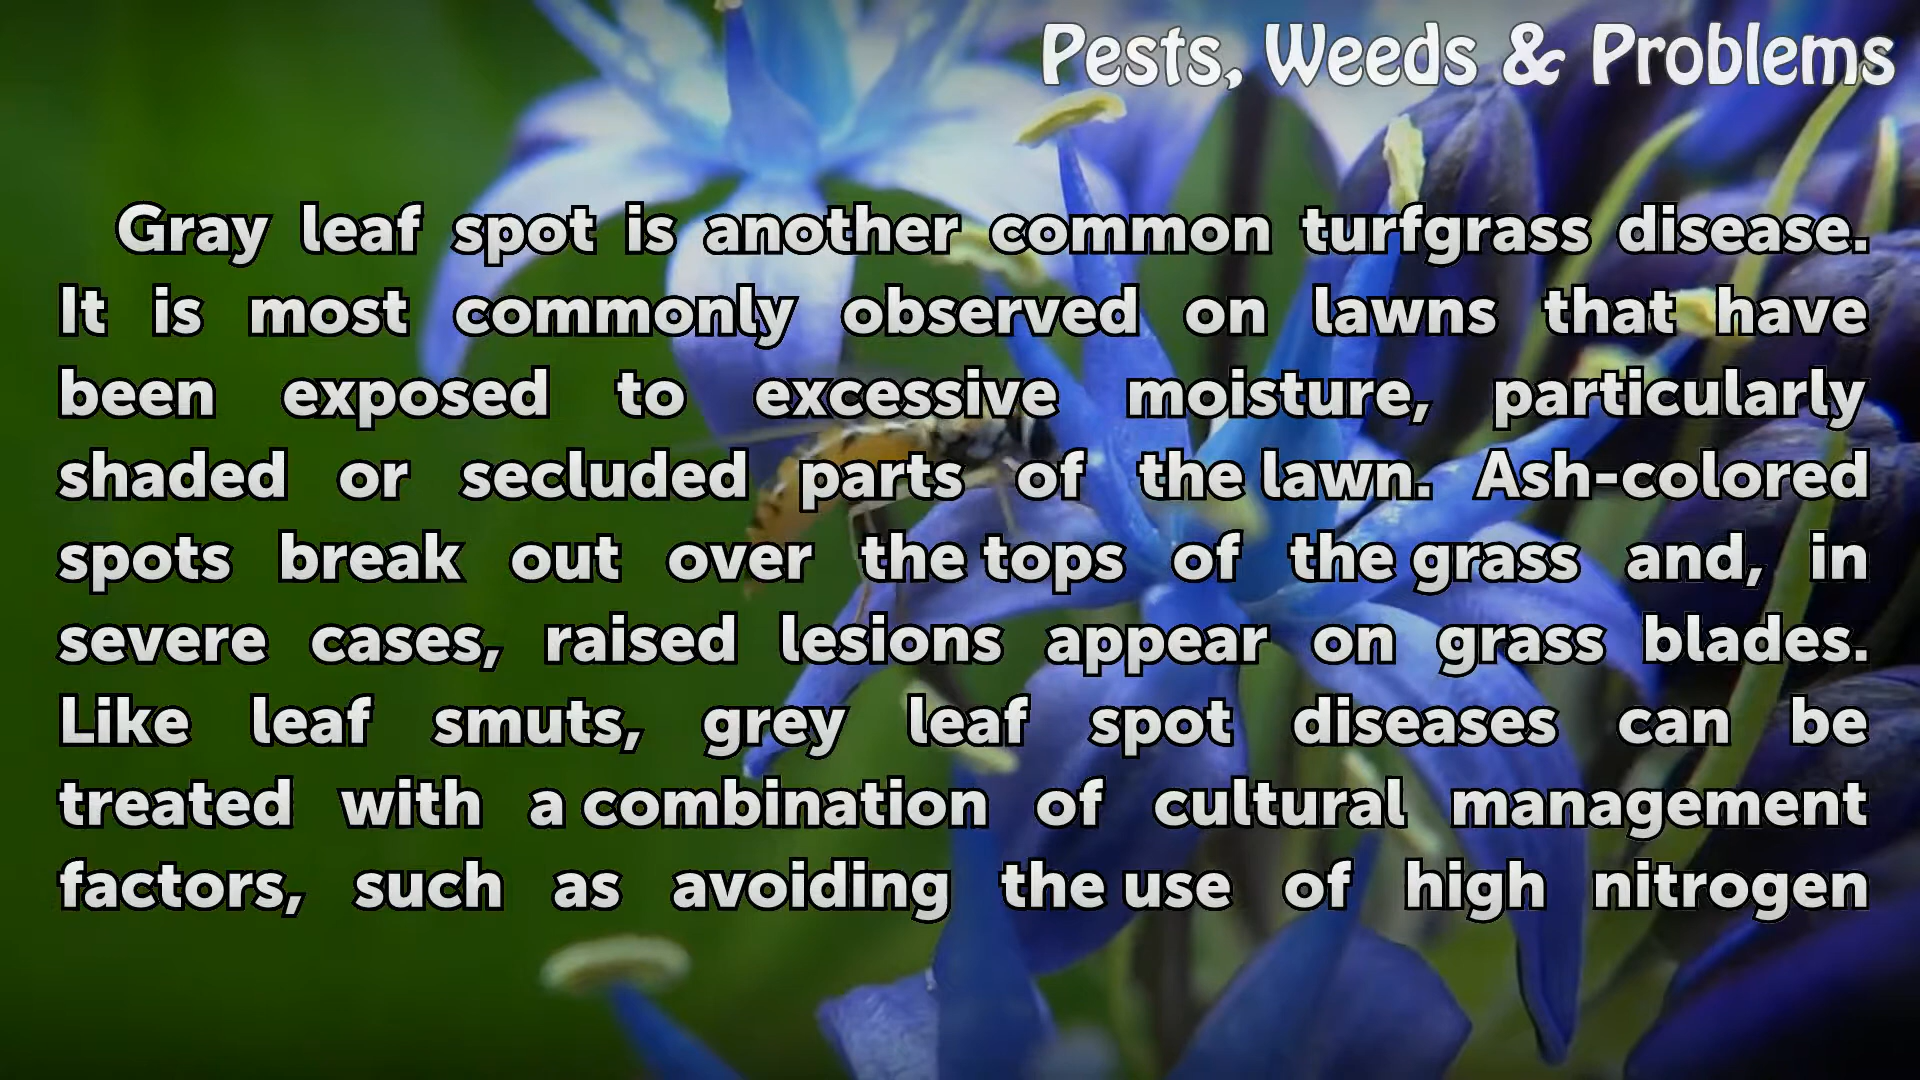 Pests, Weeds & Problems
Gray leaf spot is another common turfgrass disease.
It is most commonly observed on lawns that have
been exposed to excessive moisture, particularly
shaded or secluded parts of the lawn. Ash-colored
spots break out over the tops of the grass and, in
severe cases, raised lesions appear on grass blades.
Like leaf smuts, grey leaf spot diseases can be
treated with a combination of cultural management
factors, such as avoiding the use of high nitrogen